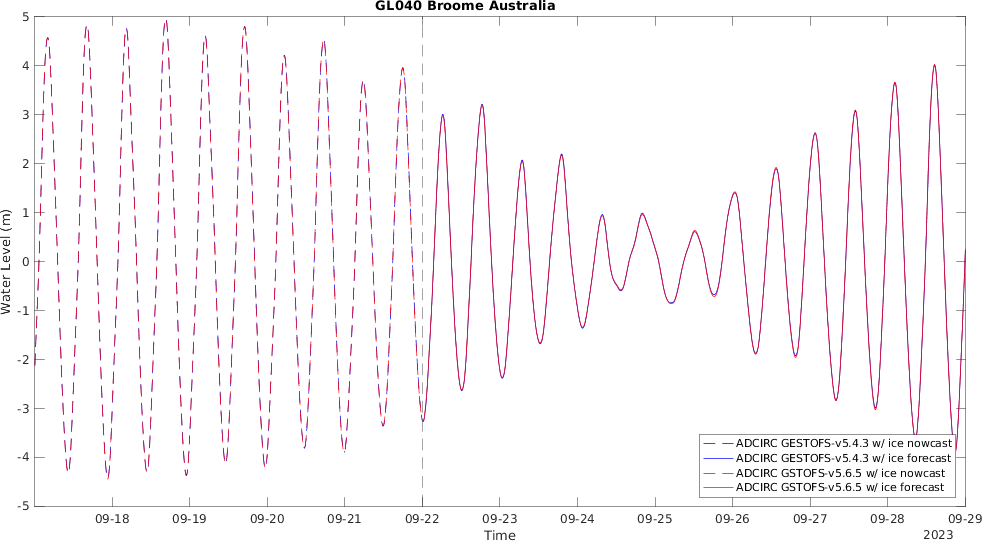 GL040 Broome Australia
5
4
3
2
1
0
-1
-2
-3
-4
-5
Water Level (m)
ADCIRC GESTOFS-v5.4.3 w/ ice nowcast
ADCIRC GESTOFS-v5.4.3 w/ ice forecast
ADCIRC GSTOFS-v5.6.5 w/ ice nowcast
ADCIRC GSTOFS-v5.6.5 w/ ice forecast
09-18 09-19 09-20 09-21 09-22 09-23 09-24 09-25 09-26 09-27 09-28 09-29
Time 2023